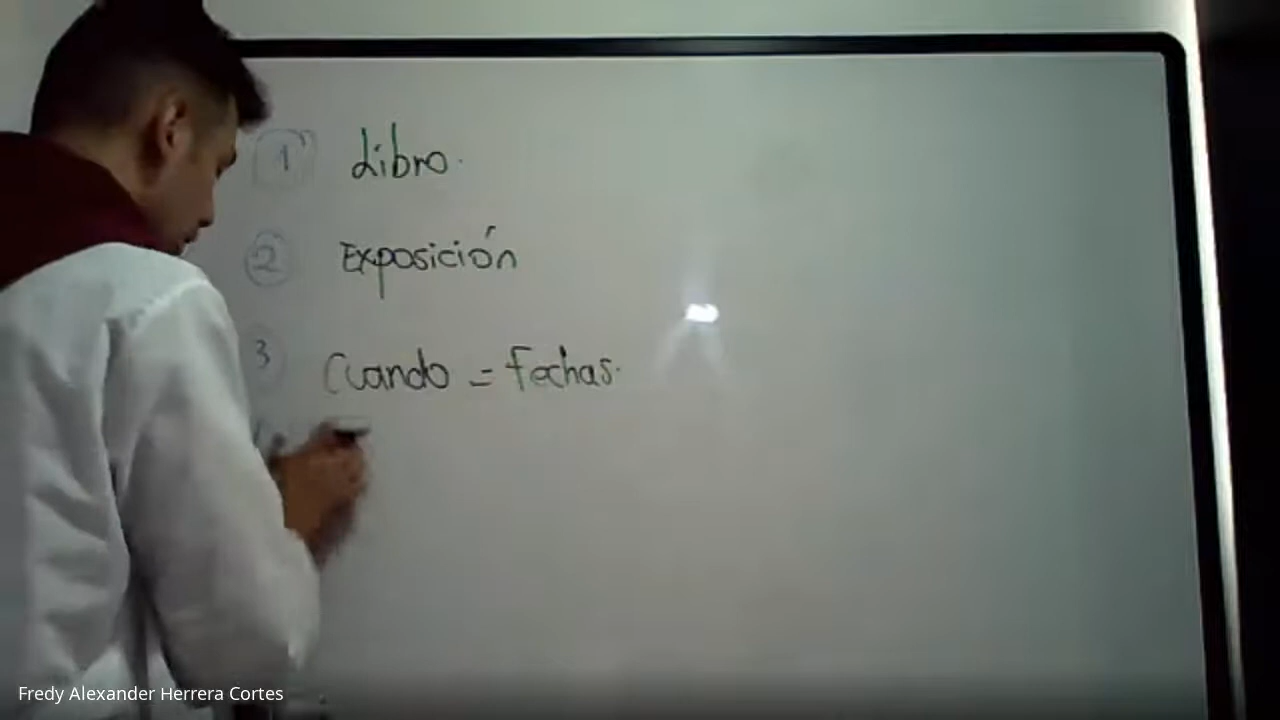 1 Libro.
2 Exposición
3 Cuando = fechas.
Fredy Alexander Herrera Cortes